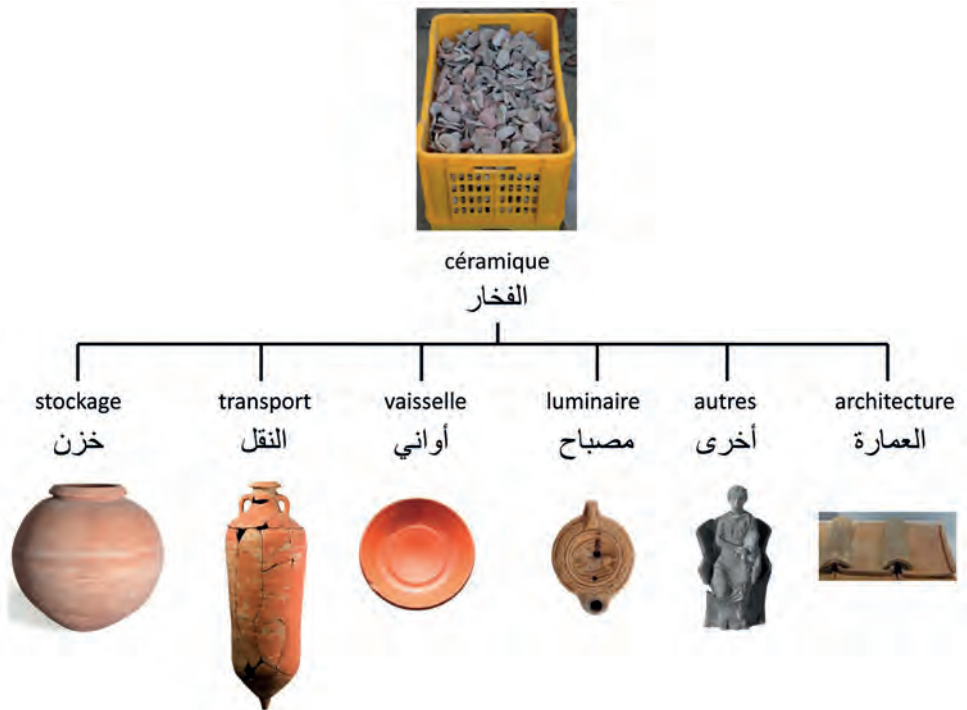 céramique
الفخار
stockage
transport
vaisselle
luminaire
autres
architecture
خزن
النقل
أواني
مصباح
أخرى
العمارة